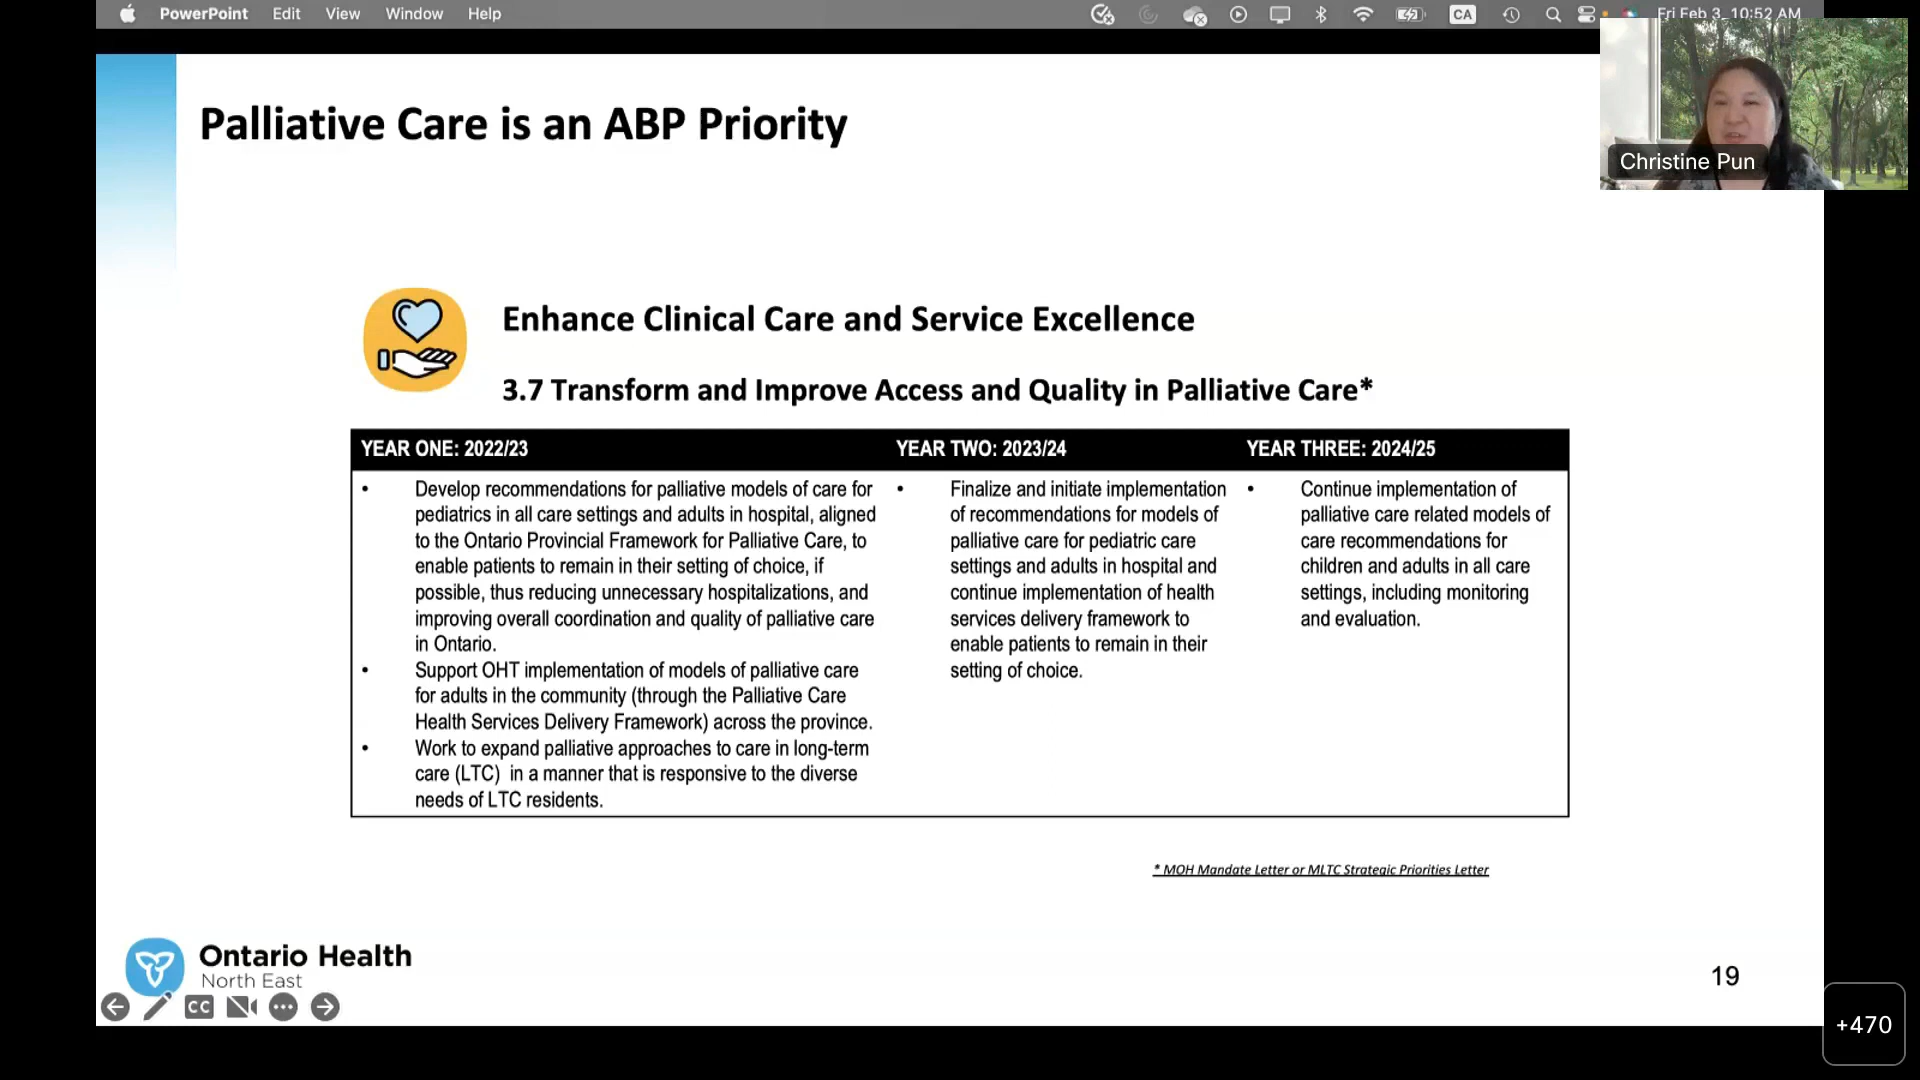 PowerPoint Edit View Window Help
CA
Fri Feb 3 10:52 AM
Palliative Care is an ABP Priority
Christine Pun
Enhance Clinical Care and Service Excellence
3.7 Transform and Improve Access and Quality in Palliative Care*
YEAR ONE: 2022/23
• Develop recommendations for palliative models of care for
pediatrics in all care settings and adults in hospital, aligned
to the Ontario Provincial Framework for Palliative Care, to
enable patients to remain in their setting of choice, if
possible, thus reducing unnecessary hospitalizations, and
improving overall coordination and quality of palliative care
in Ontario.
• Support OHT implementation of models of palliative care
for adults in the community (through the Palliative Care
Health Services Delivery Framework) across the province.
• Work to expand palliative approaches to care in long-term
care (LTC) in a manner that is responsive to the diverse
needs of LTC residents.
YEAR TWO: 2023/24
• Finalize and initiate implementation
of recommendations for models of
palliative care for pediatric care
settings and adults in hospital and
continue implementation of health
services delivery framework to
enable patients to remain in their
setting of choice.
YEAR THREE: 2024/25
• Continue implementation of
palliative care related models of
care recommendations for
children and adults in all care
settings, including monitoring
and evaluation.
* MOH Mandate Letter or MLTC Strategic Priorities Letter
Ontario Health
North East
19
CC
+470